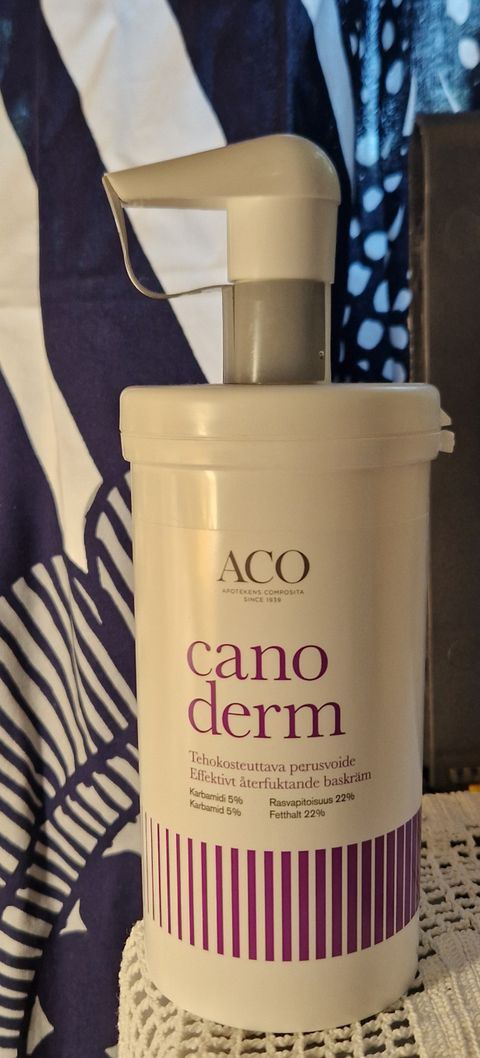 ACO
APOTEKENS COMPOSITA
SINCE 1939
cano
derm
Tehokosteuttava perusvoide
Effektivt återfuktande baskräm
Karbamidi 5%
Karbamid 5%
Rasvapitoisuus 22%
Fetthalt 22%